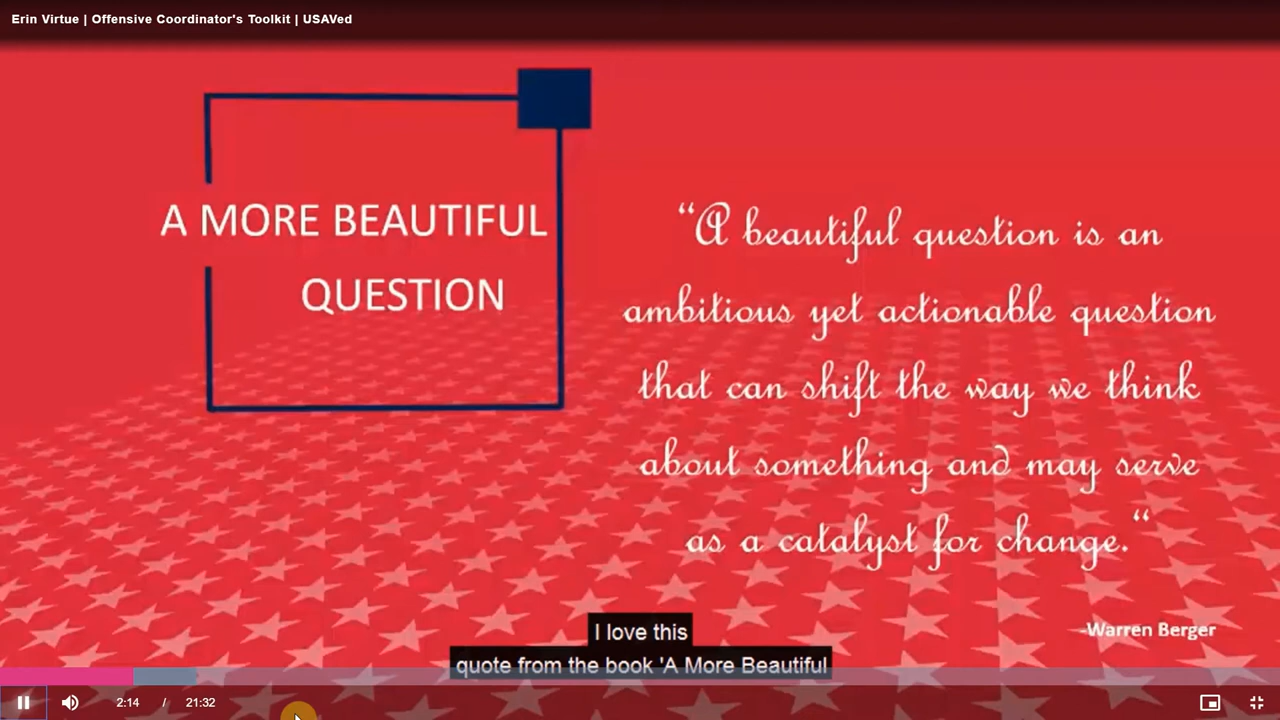 Erin Virtue | Offensive Coordinator's Toolkit | USAVed
A MORE BEAUTIFUL
QUESTION
“A beautiful question is an
ambitious yet actionable question
that can shift the way we think
about something and may serve
as a catalyst for change.“
-Warren Berger
I love this
quote from the book 'A More Beautiful
2:14 / 21:32